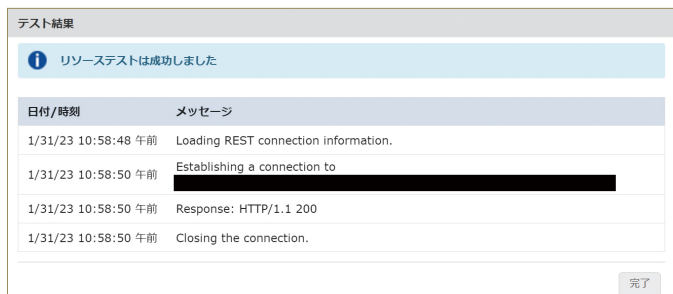 テスト結果
リソーステストは成功しました
日付/時刻 メッセージ
1/31/23 10:58:48 午前 Loading REST connection information.
1/31/23 10:58:50 午前 Establishing a connection to
1/31/23 10:58:50 午前 Response: HTTP/1.1 200
1/31/23 10:58:50 午前 Closing the connection.
完了